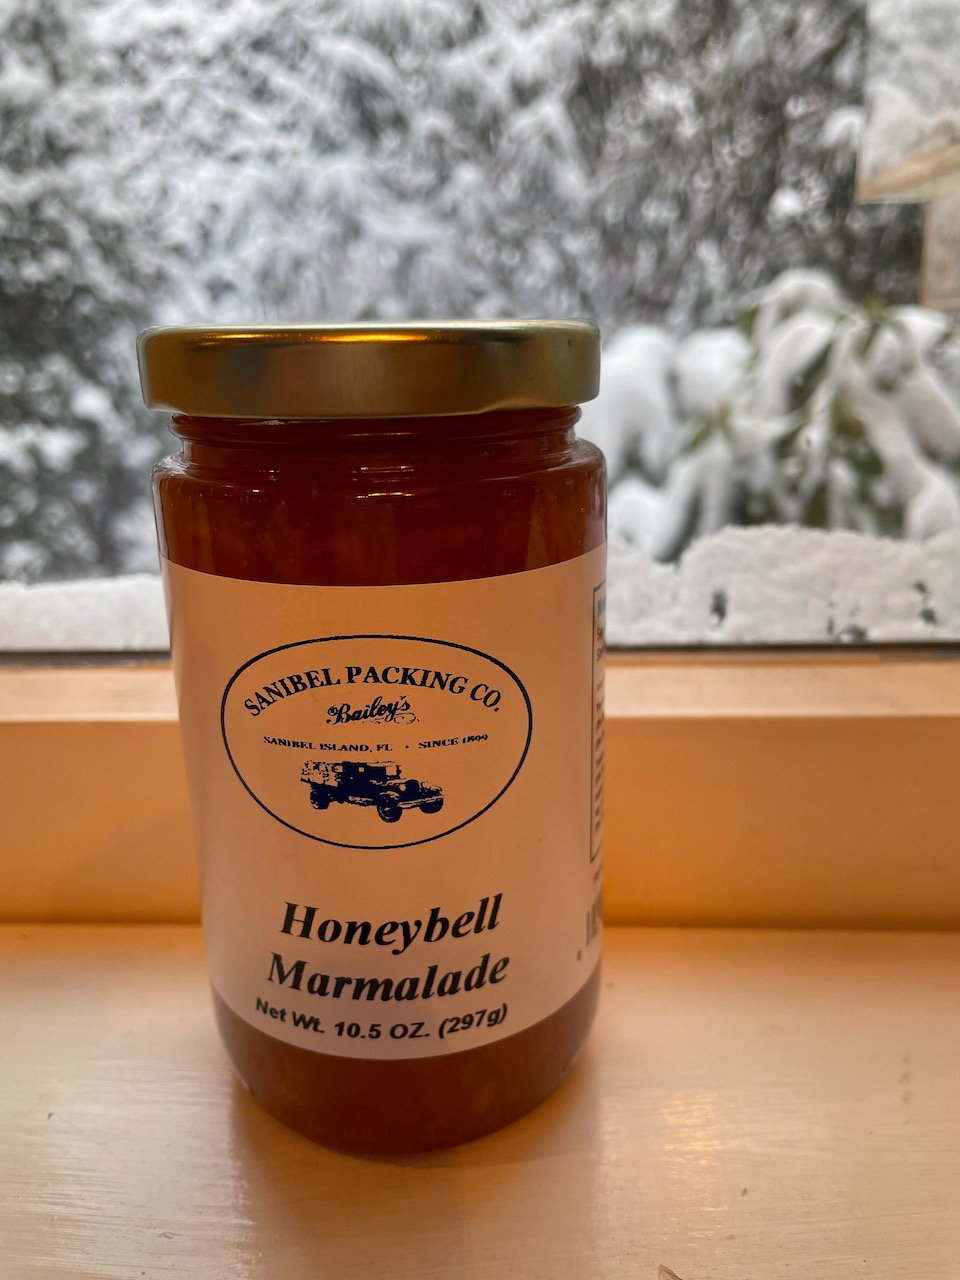 SANIBEL PACKING CO.
Bailey's
SANIBEL ISLAND, FL • SINCE 1899
Honeybell
Marmalade
Net Wt. 10.5 OZ. (297g)